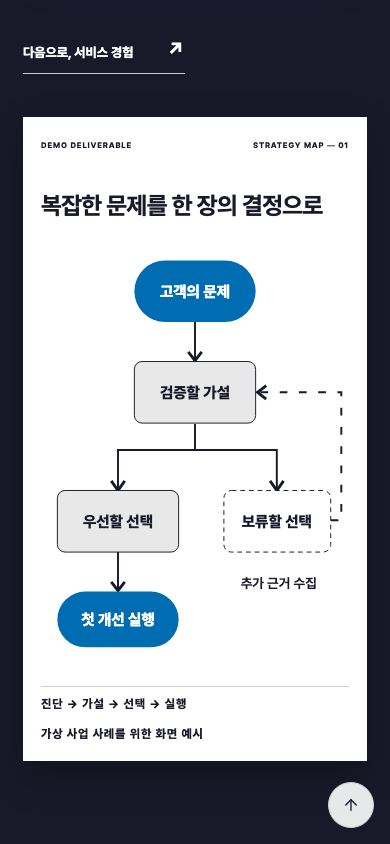 다음으로, 서비스 경험
DEMO DELIVERABLE
STRATEGY MAP — 01
복잡한 문제를 한 장의 결정으로
고객의 문제
검증할 가설
우선할 선택
보류할 선택
추가 근거 수집
첫 개선 실행
진단 → 가설 → 선택 → 실행
가상 사업 사례를 위한 화면 예시